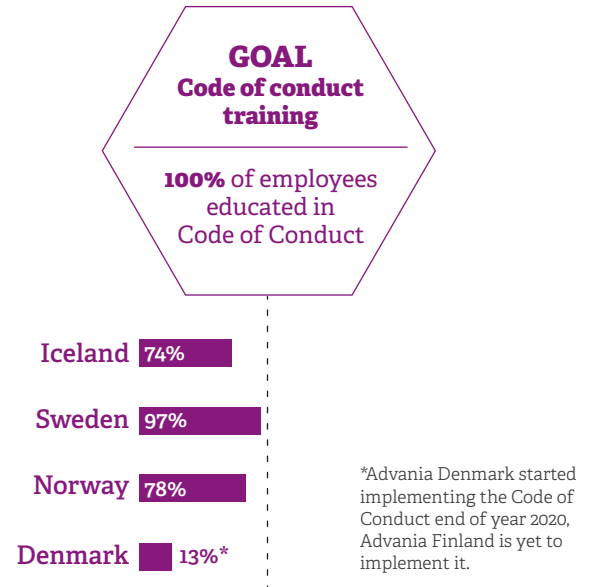 GOAL
Code of conduct
training
100% of employees
educated in
Code of Conduct
Iceland 74%
Sweden 97%
Norway 78%
Denmark 13%*
*Advania Denmark started
implementing the Code of
Conduct end of year 2020,
Advania Finland is yet to
implement it.